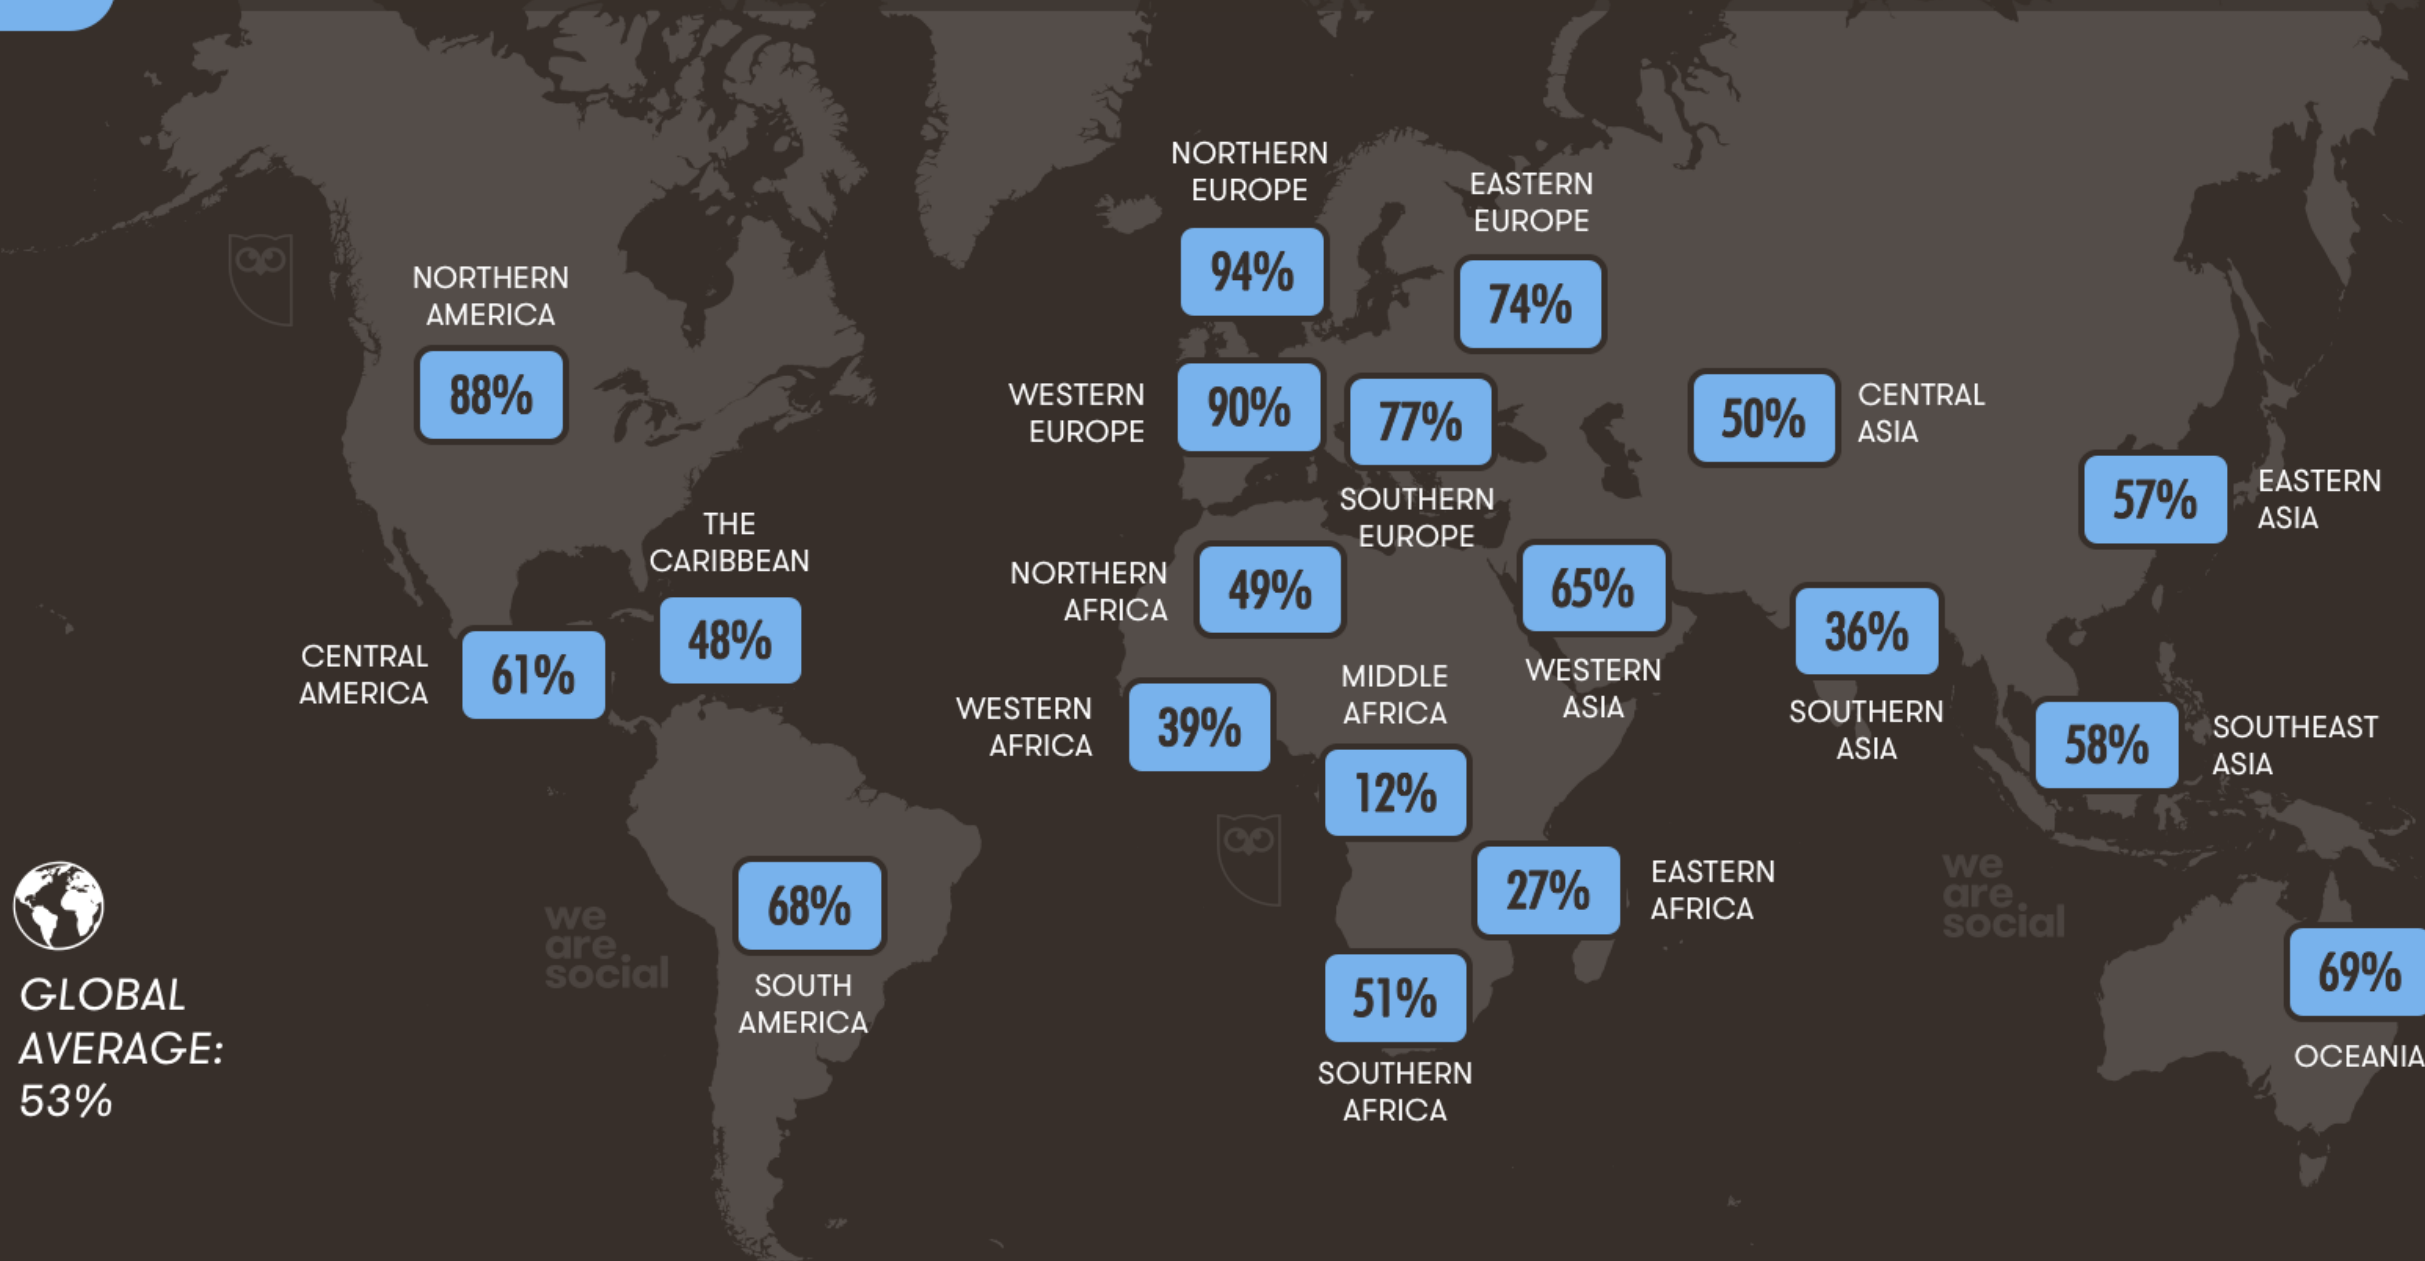 NORTHERN
EUROPE
94%
EASTERN
EUROPE
74%
NORTHERN
AMERICA
88%
WESTERN
EUROPE
90%
77%
SOUTHERN
EUROPE
50%
CENTRAL
ASIA
57%
EASTERN
ASIA
THE
CARIBBEAN
48%
CENTRAL
AMERICA
61%
NORTHERN
AFRICA
49%
65%
WESTERN
ASIA
36%
SOUTHERN
ASIA
WESTERN
AFRICA
39%
MIDDLE
AFRICA
12%
58%
SOUTHEAST
ASIA
27%
EASTERN
AFRICA
68%
SOUTH
AMERICA
51%
SOUTHERN
AFRICA
69%
OCEANIA
we
are
social
we
are
social
GLOBAL
AVERAGE:
53%